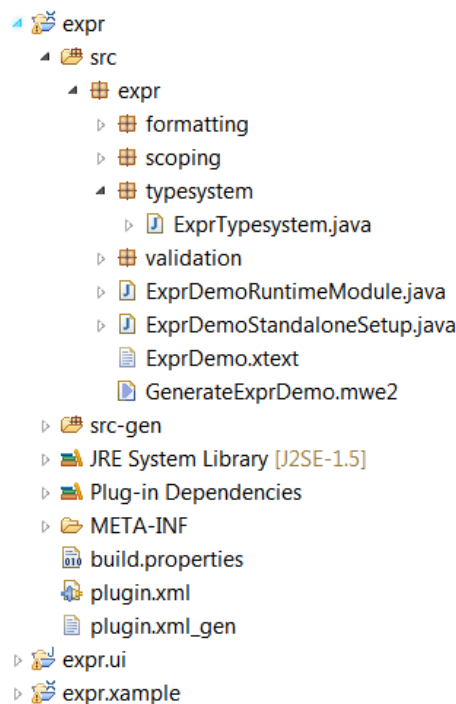 expr
src
expr
formatting
scoping
typesystem
ExprTypesystem.java
validation
ExprDemoRuntimeModule.java
ExprDemoStandaloneSetup.java
ExprDemo.xtext
GenerateExprDemo.mwe2
src-gen
JRE System Library [J2SE-1.5]
Plug-in Dependencies
META-INF
build.properties
plugin.xml
plugin.xml_gen
expr.ui
expr.xample